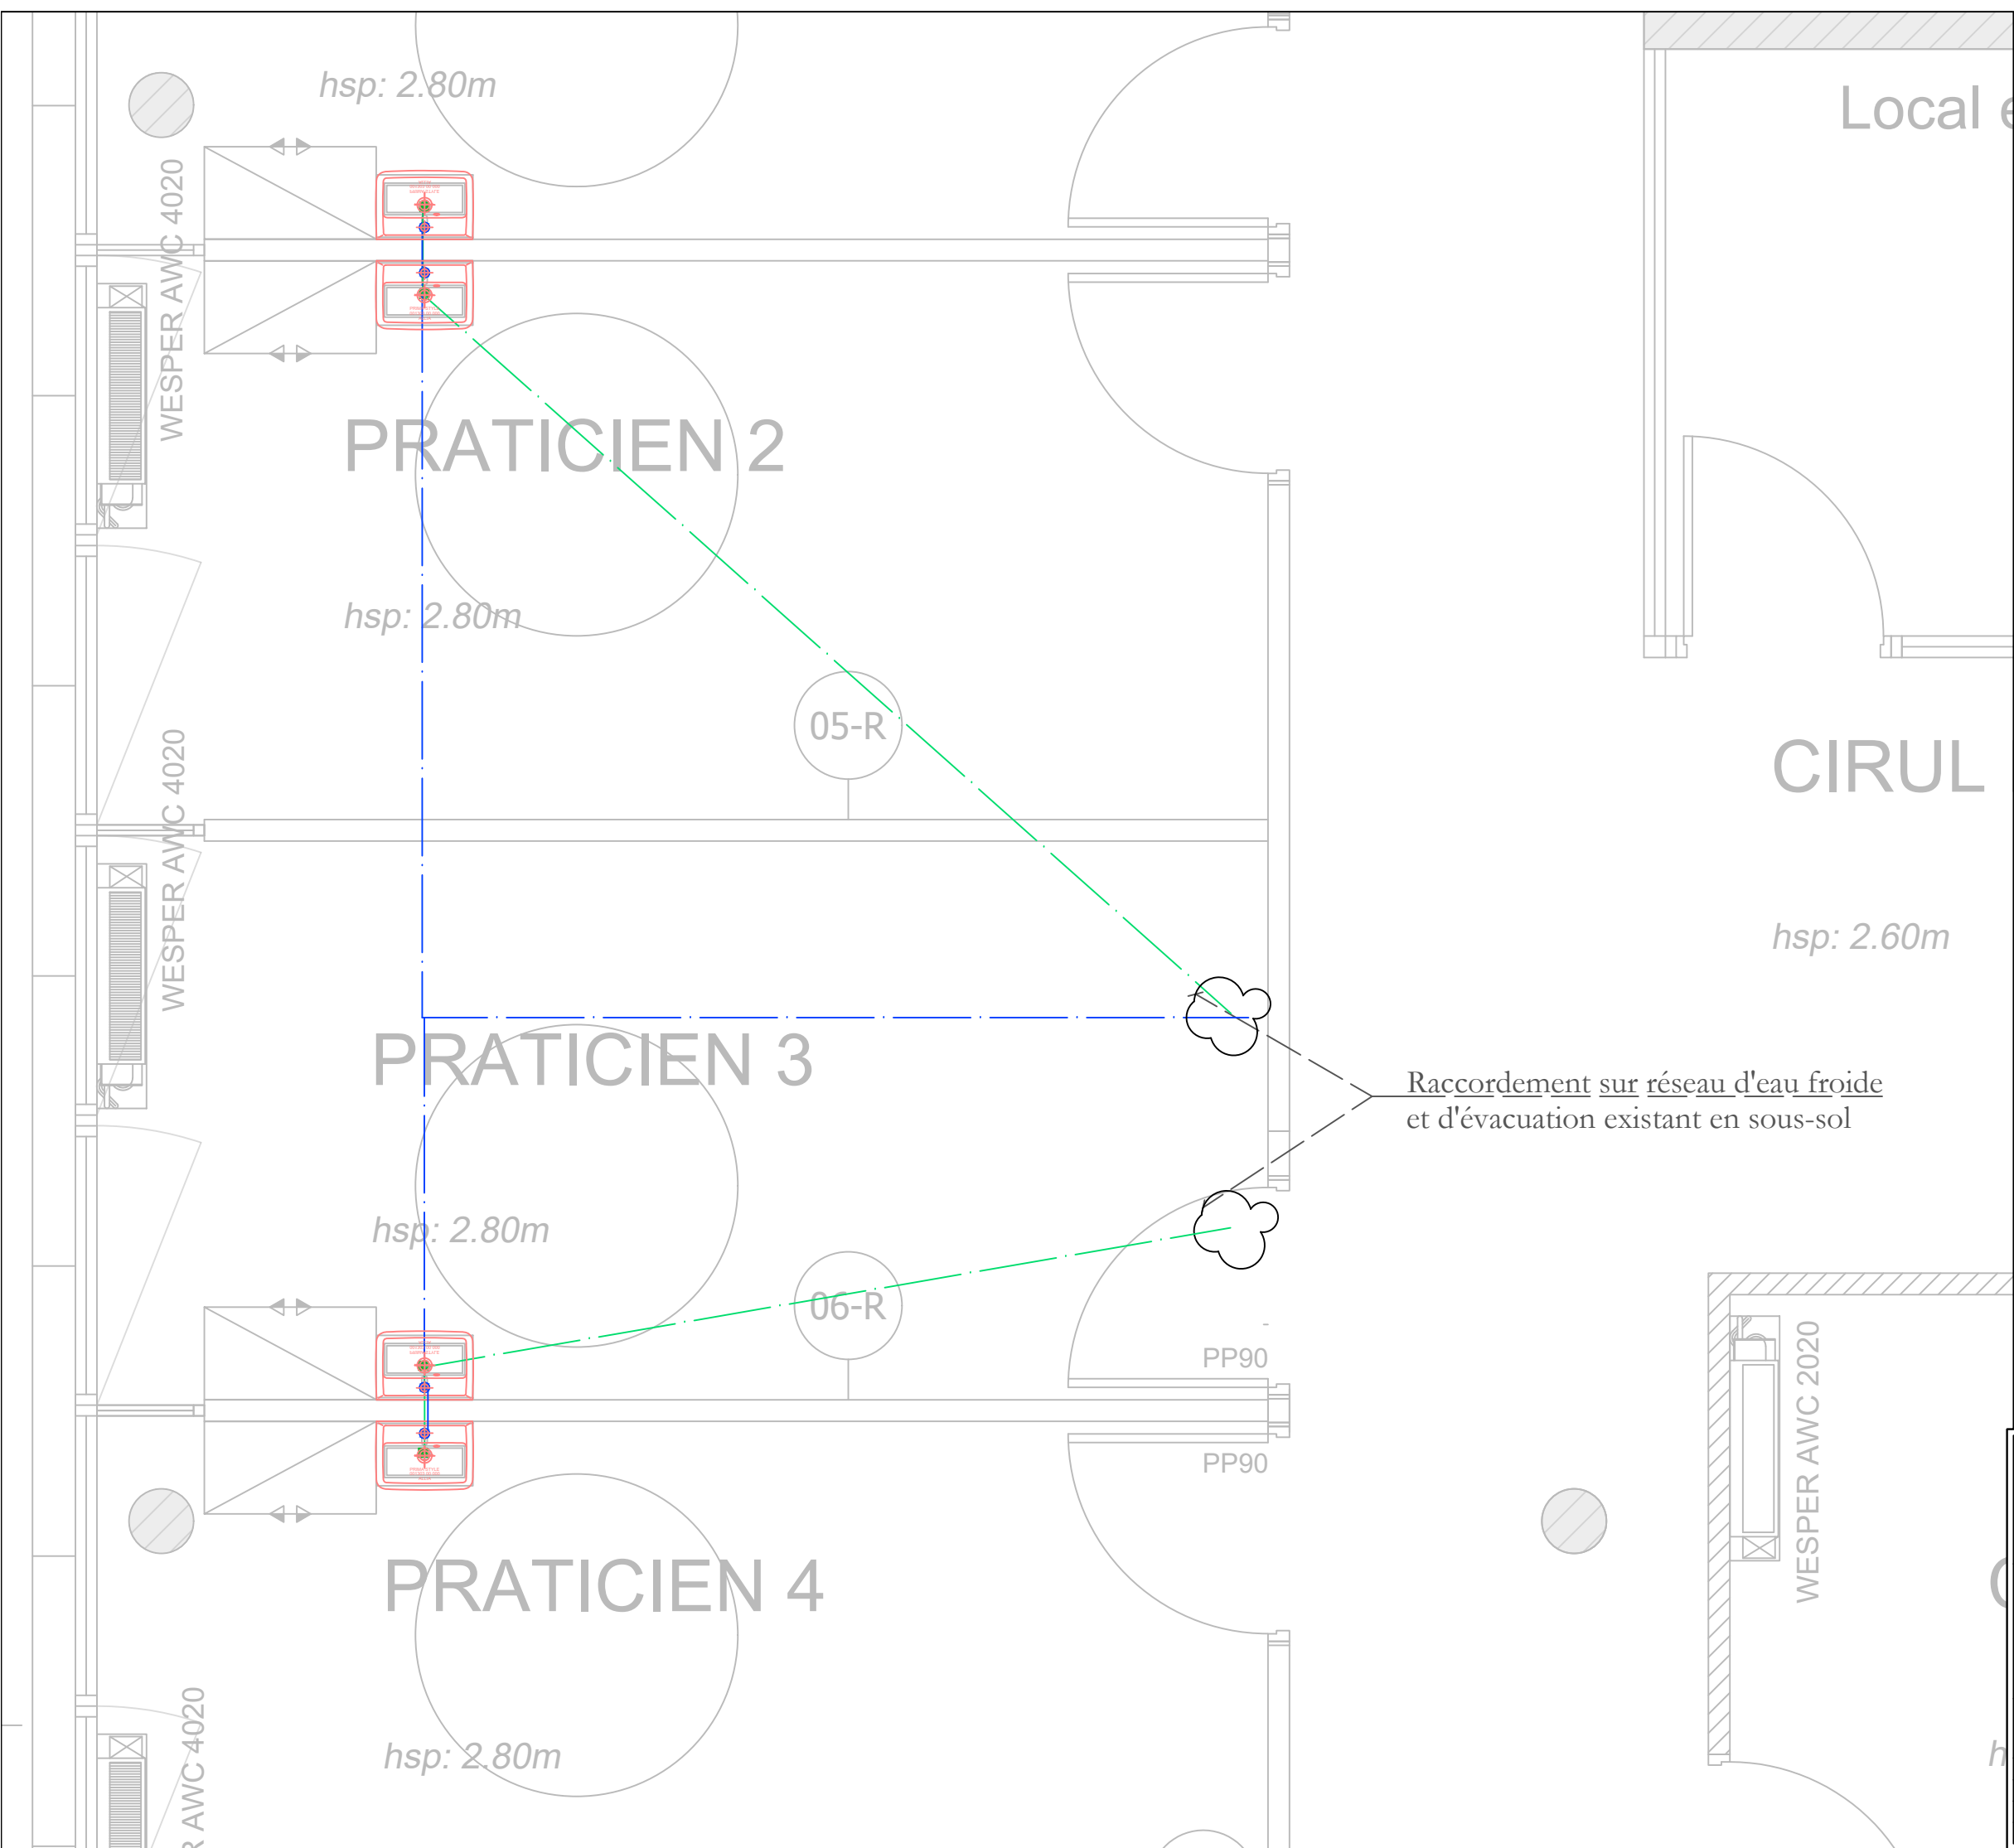 hsp: 2.80m
Local
WESPER AWC 4020
PRATICIEN 2
hsp: 2.80m
05-R
WESPER AWC 4020
CIRUL
hsp: 2.60m
PRATICIEN 3
Raccordement sur réseau d'eau froide
et d'évacuation existant en sous-sol
hsp: 2.80m
06-R
PP90
PP90
WESPER AWC 2020
PRATICIEN 4
hsp: 2.80m
AWC 4020